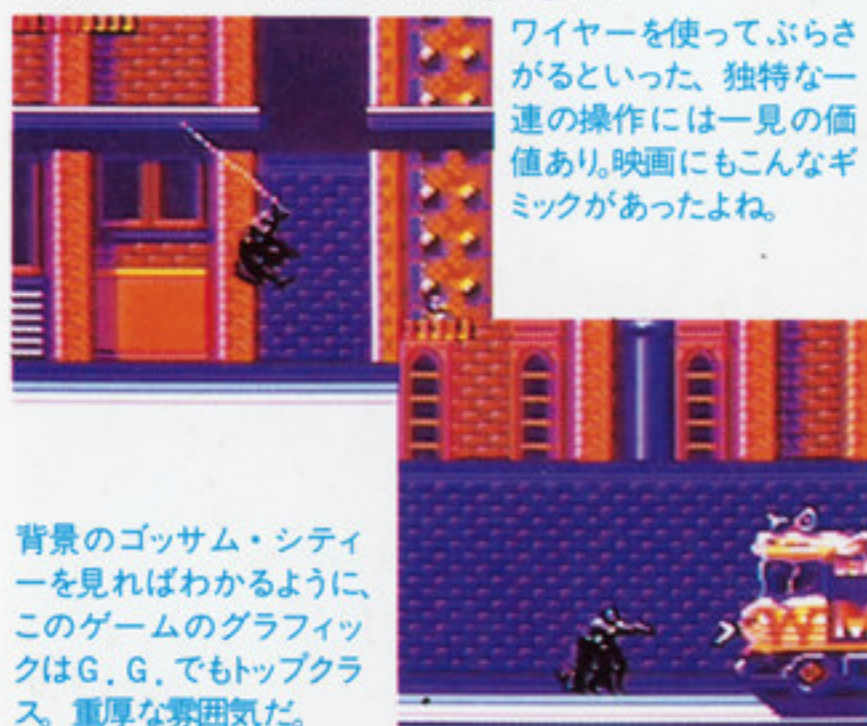 ワイヤーを使ってぶらさ
がるといった、独特な一
連の操作には一見の価
値あり。映画にもこんなギ
ミックがあったよね。
背景のゴッサム・シティ
ーを見ればわかるように、
このゲームのグラフィッ
クはG.G.でもトップクラ
ス。重厚な雰囲気だ。